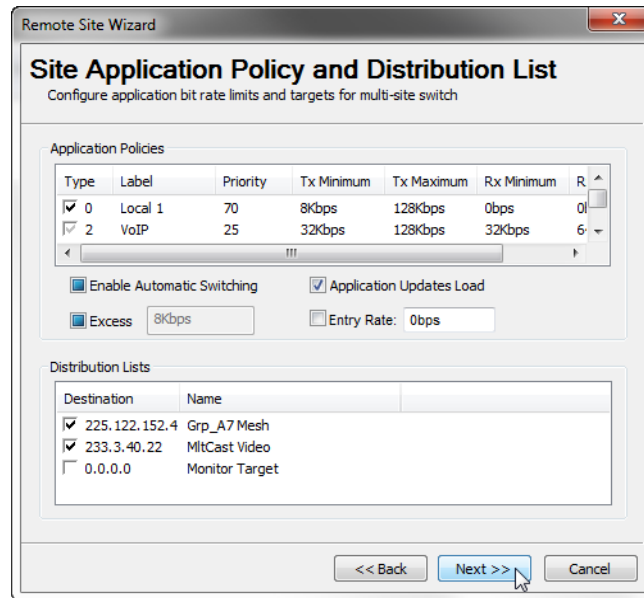 Remote Site Wizard
Site Application Policy and Distribution List
Configure application bit rate limits and targets for multi-site switch
Application Policies
Type Label Priority Tx Minimum Tx Maximum Rx Minimum R
0 Local 1 70 8Kbps 128Kbps 0bps
2 VoIP 25 32Kbps 128Kbps 32Kbps 6
Enable Automatic Switching Application Updates Load
Excess 8Kbps Entry Rate: 0bps
Distribution Lists
Destination Name
225.122.152.4 Grp_A7 Mesh
233.3.40.22 MltCast Video
0.0.0.0 Monitor Target
<< Back Next >> Cancel